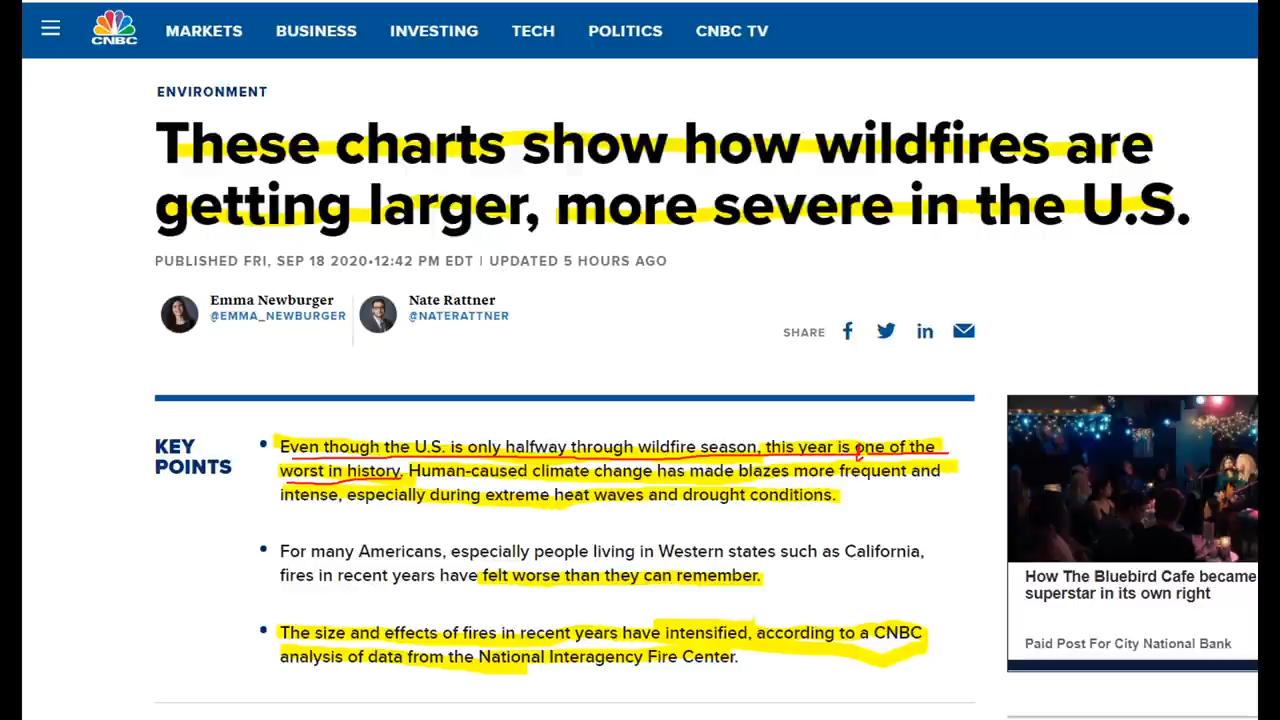 CNBC
MARKETS BUSINESS INVESTING TECH POLITICS CNBC TV
ENVIRONMENT
These charts show how wildfires are
getting larger, more severe in the U.S.
PUBLISHED FRI, SEP 18 2020•12:42 PM EDT | UPDATED 5 HOURS AGO
Emma Newburger
@EMMA_NEWBURGER
Nate Rattner
@NATERATTNER
SHARE
KEY
POINTS
• Even though the U.S. is only halfway through wildfire season, this year is one of the
worst in history. Human-caused climate change has made blazes more frequent and
intense, especially during extreme heat waves and drought conditions.
• For many Americans, especially people living in Western states such as California,
fires in recent years have felt worse than they can remember.
• The size and effects of fires in recent years have intensified, according to a CNBC
analysis of data from the National Interagency Fire Center.
How The Bluebird Cafe became
superstar in its own right
Paid Post For City National Bank